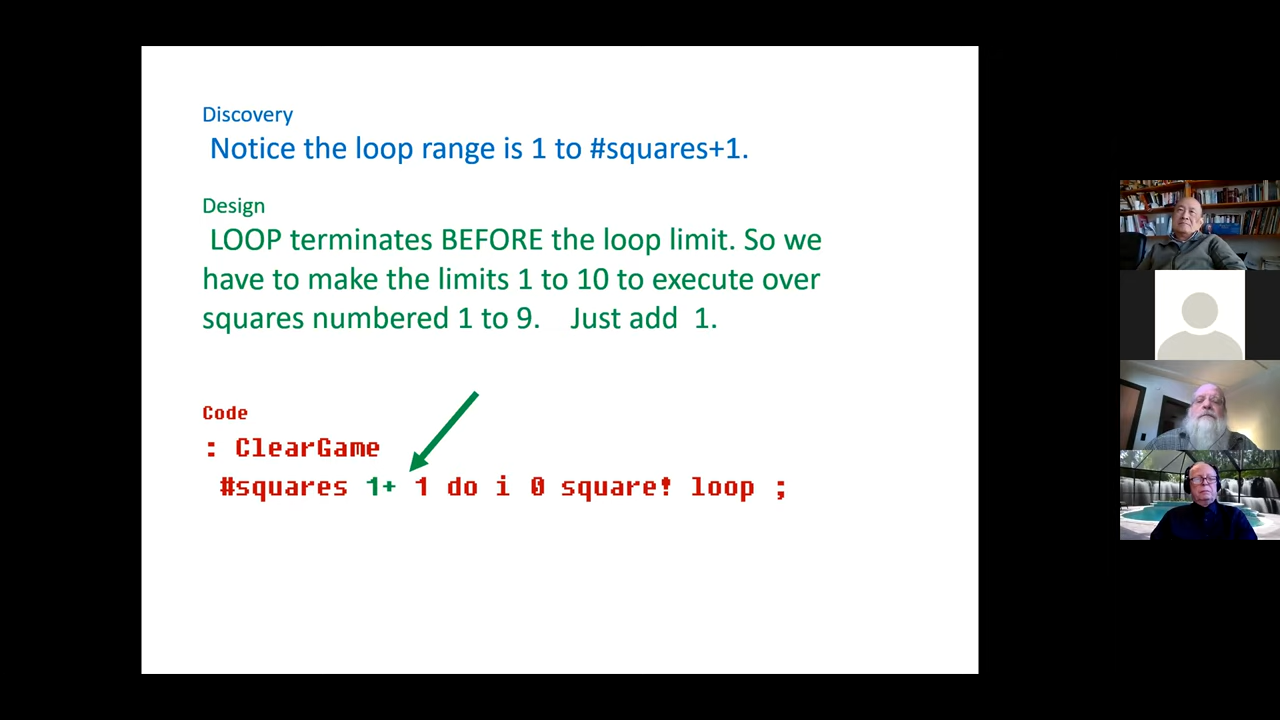 Discovery
Notice the loop range is 1 to #squares+1.
Design
LOOP terminates BEFORE the loop limit. So we
have to make the limits 1 to 10 to execute over
squares numbered 1 to 9. Just add 1.
Code
: ClearGame
#squares 1+ 1 do i 0 square! loop ;